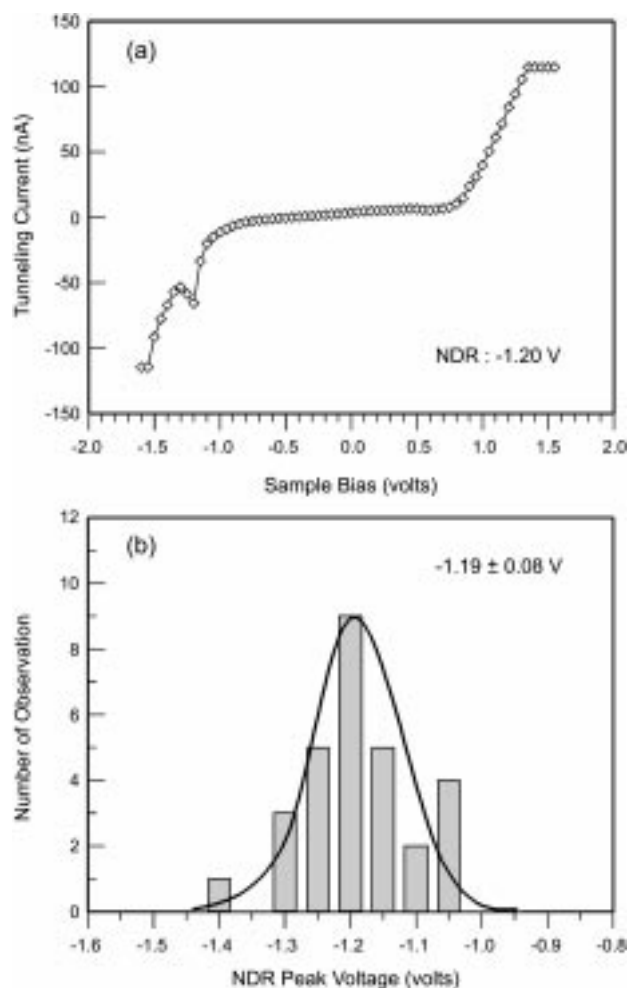 (a)
150
100
50
0
-50
-100
-150
Tunneling Current (nA)
NDR : -1.20 V
-2.0 -1.5 -1.0 -0.5 0.0 0.5 1.0 1.5 2.0
Sample Bias (volts)
(b)
12
10
8
6
4
2
0
Number of Observation
-1.19 ± 0.08 V
-1.6 -1.5 -1.4 -1.3 -1.2 -1.1 -1.0 -0.9 -0.8
NDR Peak Voltage (volts)